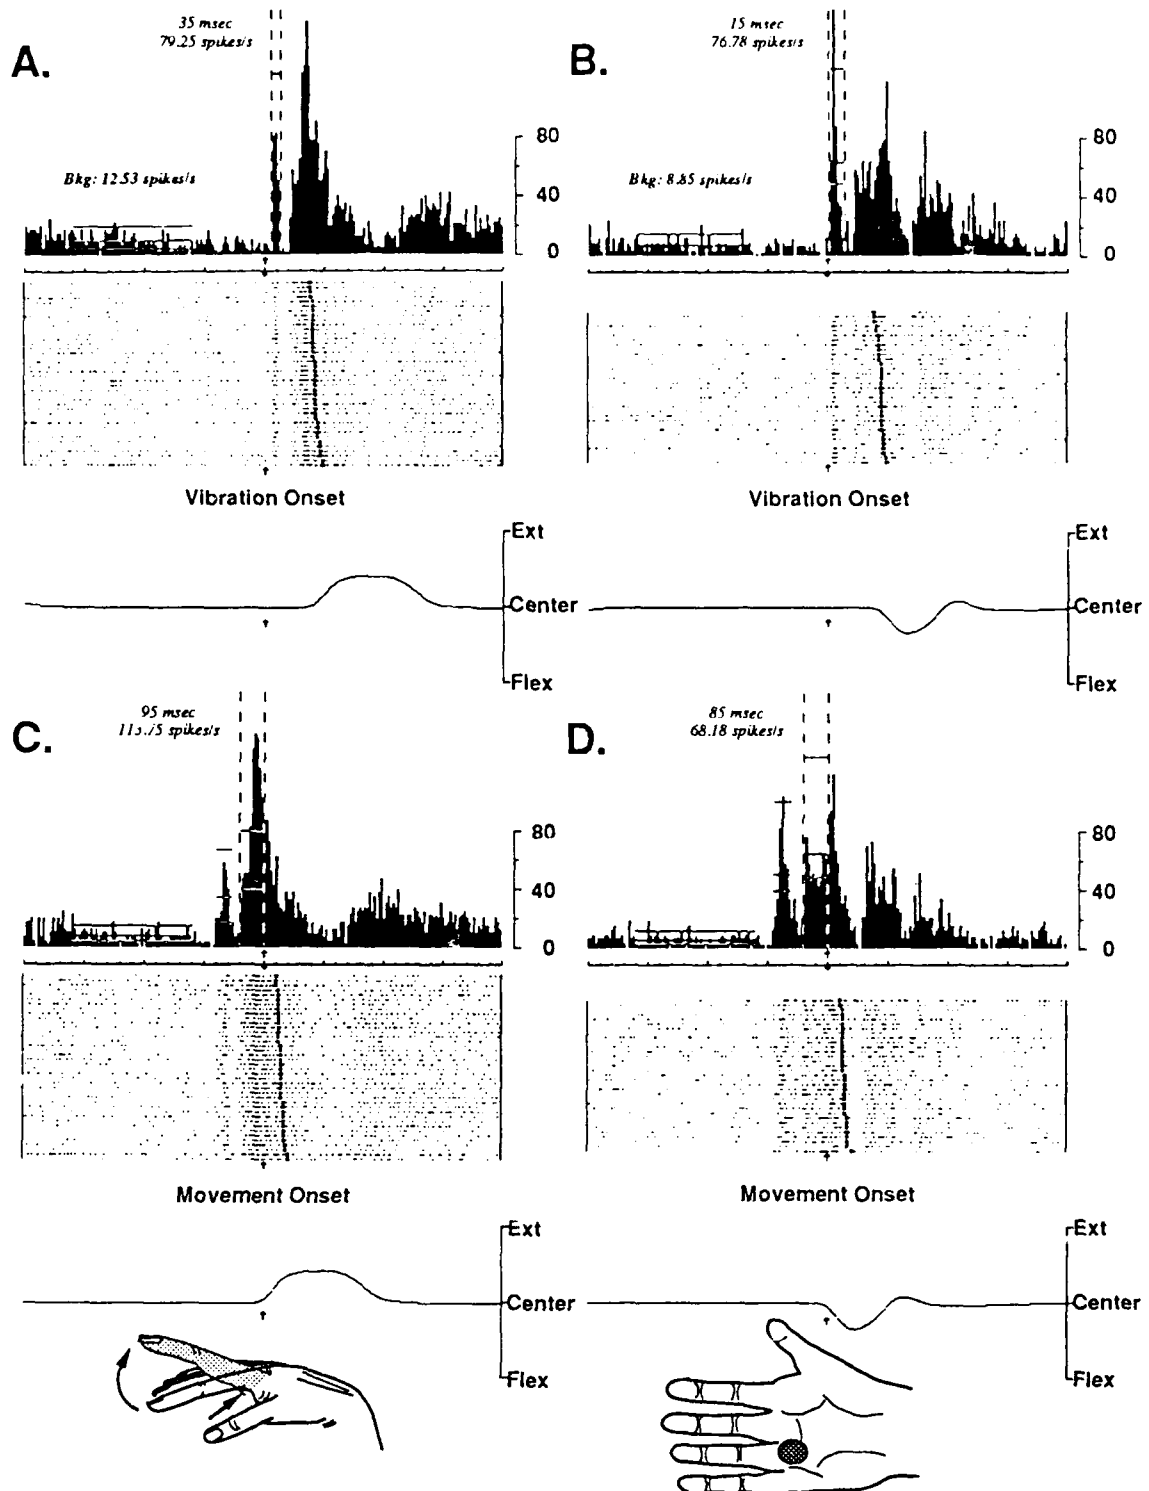 A.
35 msec
79.25 spikes/s
Bkg: 12.53 spikes/s
80
40
0
B.
15 msec
76.78 spikes/s
Bkg: 8.85 spikes/s
80
40
0
Vibration Onset
Vibration Onset
Ext
Center
Flex
Ext
Center
Flex
C.
95 msec
spikes/s
80
40
0
D.
85 msec
68.18 spikes/s
80
40
0
Movement Onset
Movement Onset
Ext
Center
Flex
Ext
Center
Flex